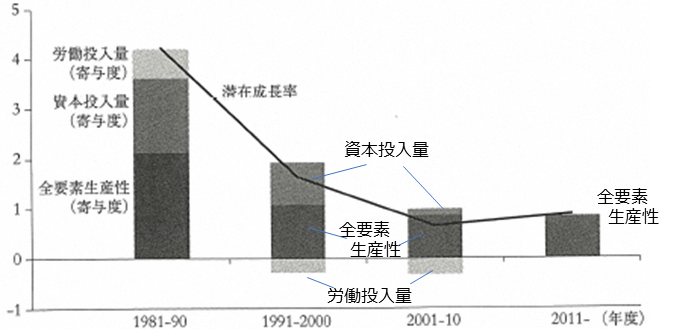 5
4
3
2
1
0
-1
労働投入量
（寄与度）
資本投入量
（寄与度）
全要素生産性
（寄与度）
潜在成長率
資本投入量
全要素
生産性
労働投入量
全要素
生産性
1981-90
1991-2000
2001-10
2011-（年度）